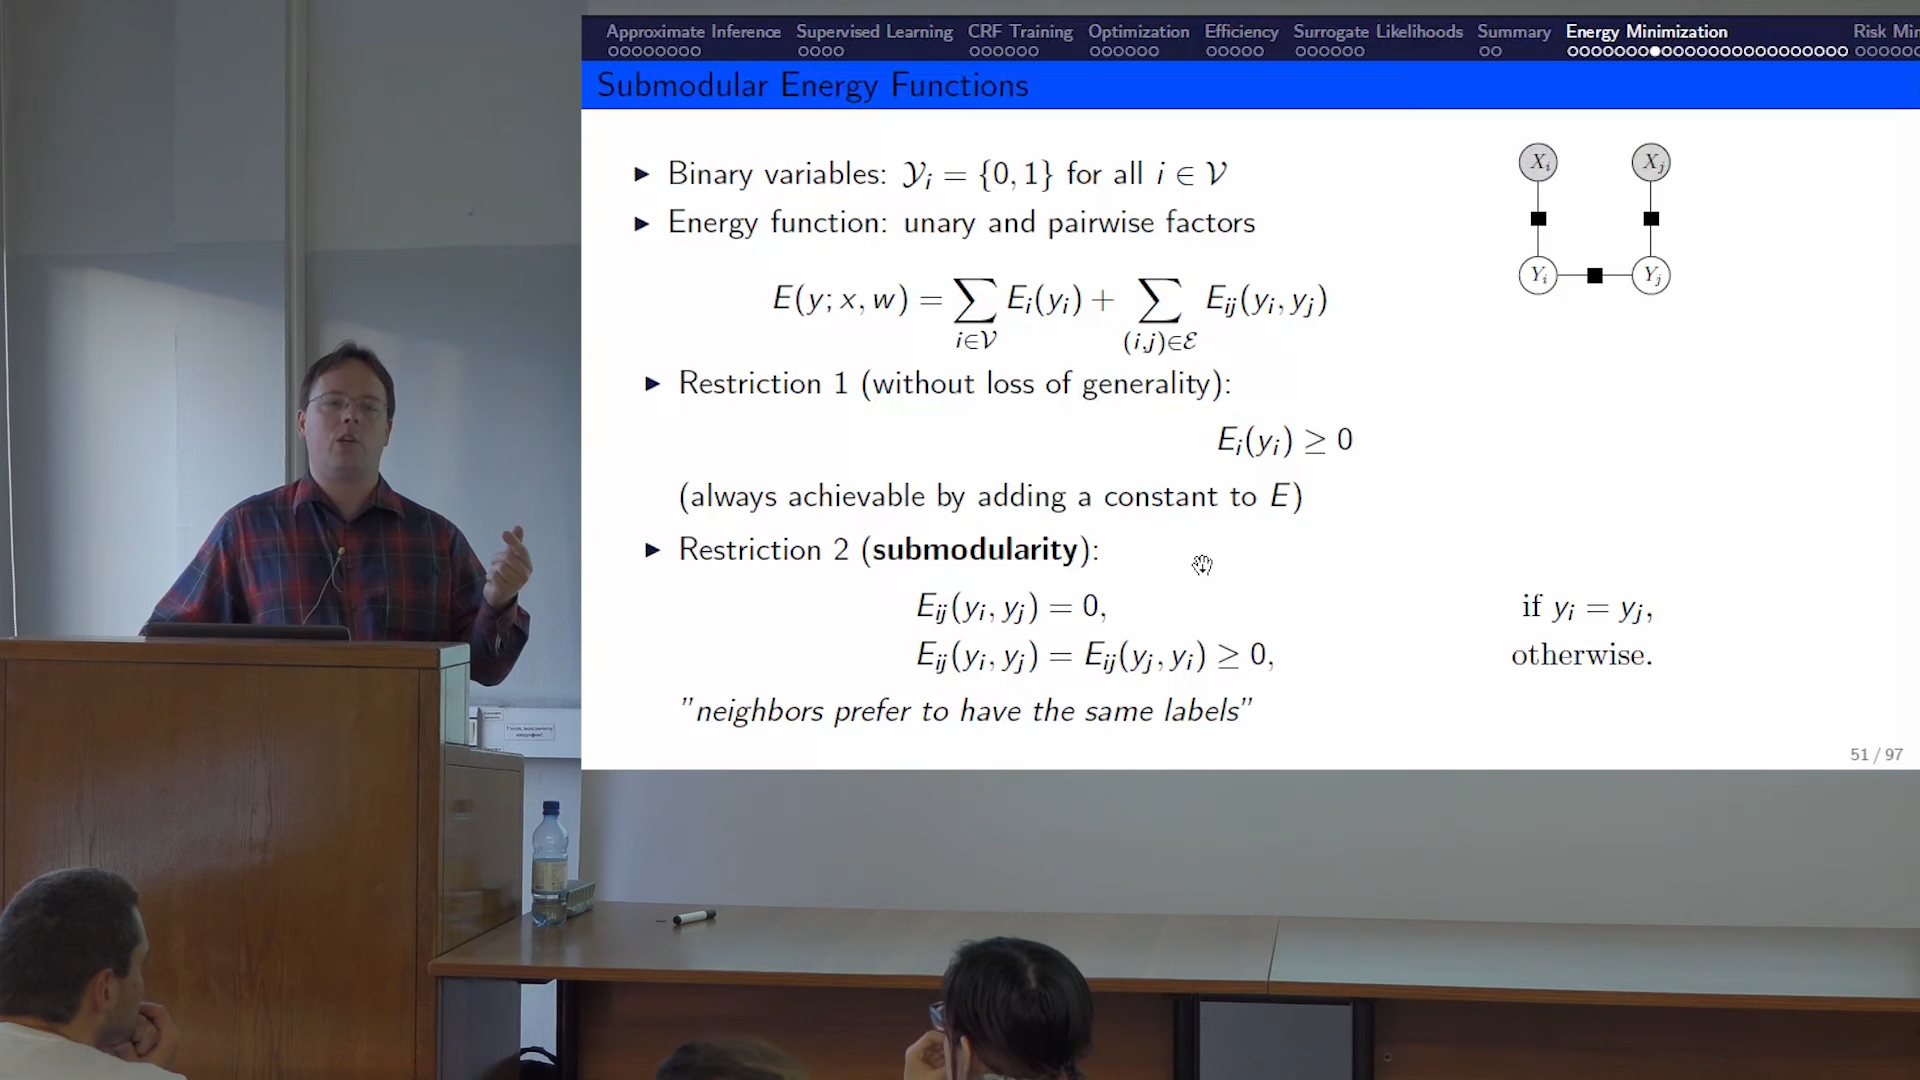 Approximate Inference Supervised Learning CRF Training Optimization Efficiency Surrogate Likelihoods Summary Energy Minimization Risk Min
Submodular Energy Functions
▶ Binary variables: 𝒴ᵢ = {0, 1} for all i ∈ 𝒱
▶ Energy function: unary and pairwise factors
E(y; x, w) = ∑_{i∈𝒱} Eᵢ(yᵢ) + ∑_{(i,j)∈ℰ} Eᵢⱼ(yᵢ, yⱼ)
▶ Restriction 1 (without loss of generality):
Eᵢ(yᵢ) ≥ 0
(always achievable by adding a constant to E)
▶ Restriction 2 (submodularity):
Eᵢⱼ(yᵢ, yⱼ) = 0, if yᵢ = yⱼ,
Eᵢⱼ(yᵢ, yⱼ) = Eᵢⱼ(yⱼ, yᵢ) ≥ 0, otherwise.
"neighbors prefer to have the same labels"
Xᵢ Xⱼ
Yᵢ Yⱼ
51 / 97